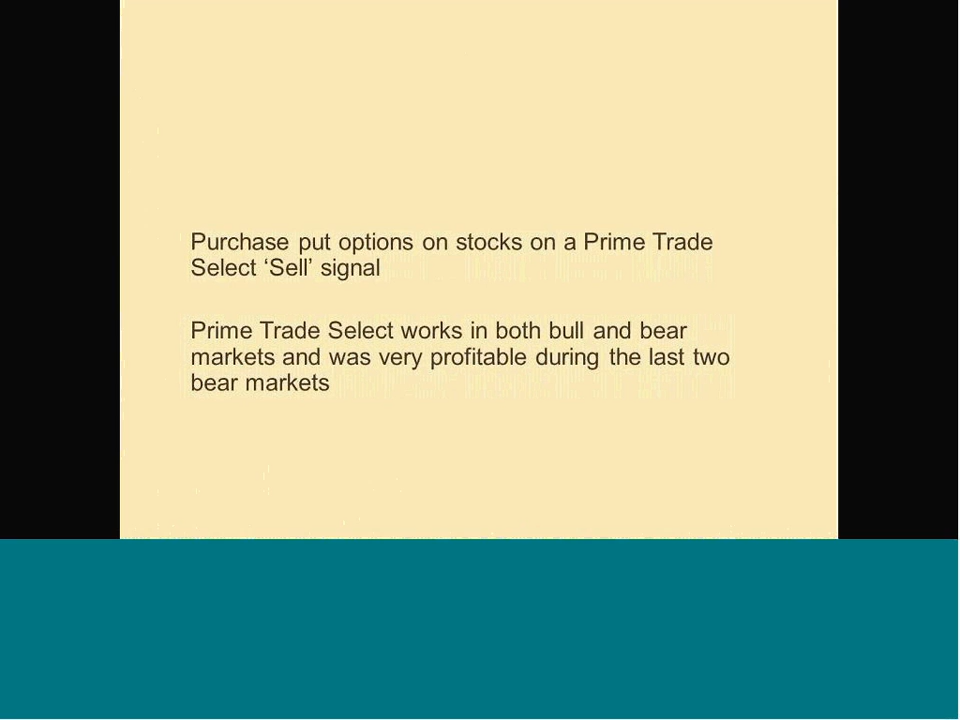 Purchase put options on stocks on a Prime Trade
Select ‘Sell’ signal
Prime Trade Select works in both bull and bear
markets and was very profitable during the last two
bear markets